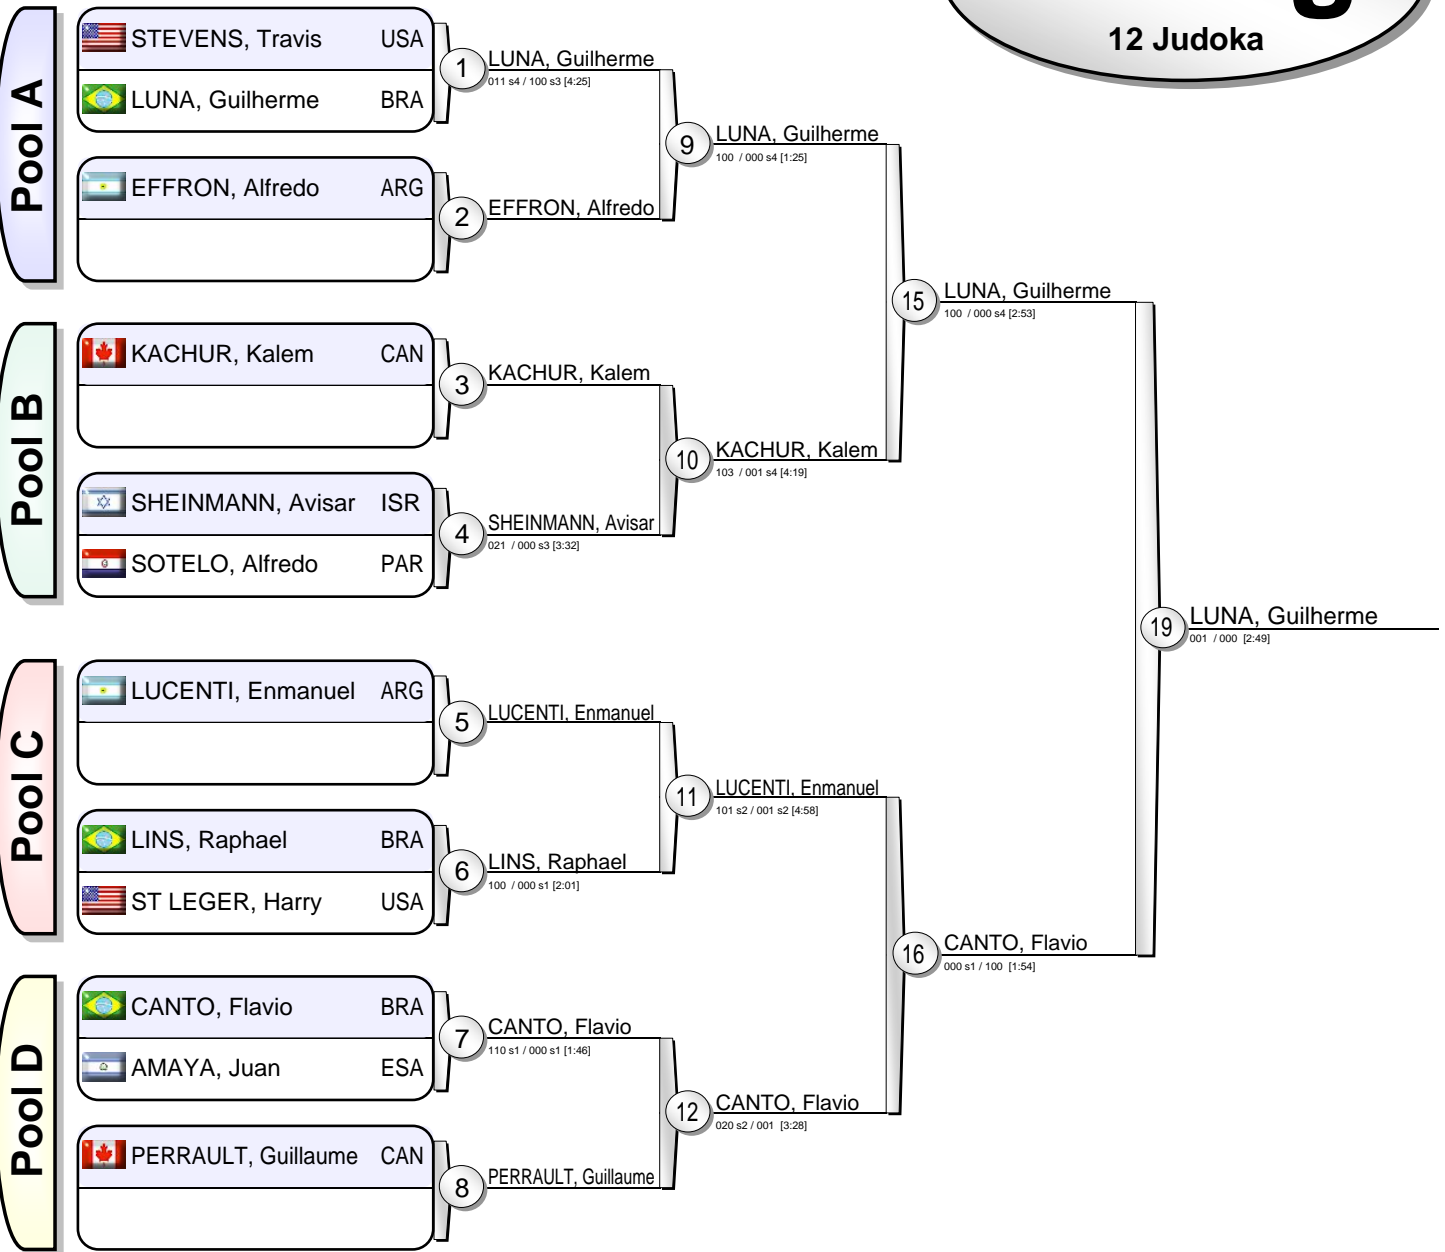 12 Judoka
Pool A
STEVENS, Travis USA
LUNA, Guilherme BRA
EFFRON, Alfredo ARG
Pool B
KACHUR, Kalem CAN
SHEINMANN, Avisar ISR
SOTELO, Alfredo PAR
Pool C
LUCENTI, Enmanuel ARG
LINS, Raphael BRA
ST LEGER, Harry USA
Pool D
CANTO, Flavio BRA
AMAYA, Juan ESA
PERRAULT, Guillaume CAN
1 LUNA, Guilherme
011 s4 / 100 s3 [4:25]
2 EFFRON, Alfredo
3 KACHUR, Kalem
4 SHEINMANN, Avisar
021 / 000 s3 [3:32]
5 LUCENTI, Enmanuel
6 LINS, Raphael
100 / 000 s1 [2:01]
7 CANTO, Flavio
110 s1 / 000 s1 [1:46]
8 PERRAULT, Guillaume
9 LUNA, Guilherme
100 / 000 s4 [1:25]
10 KACHUR, Kalem
103 / 001 s4 [4:19]
11 LUCENTI, Enmanuel
101 s2 / 001 s2 [4:58]
12 CANTO, Flavio
020 s2 / 001 [3:28]
15 LUNA, Guilherme
100 / 000 s4 [2:53]
16 CANTO, Flavio
000 s1 / 100 [1:54]
19 LUNA, Guilherme
001 / 000 [2:49]